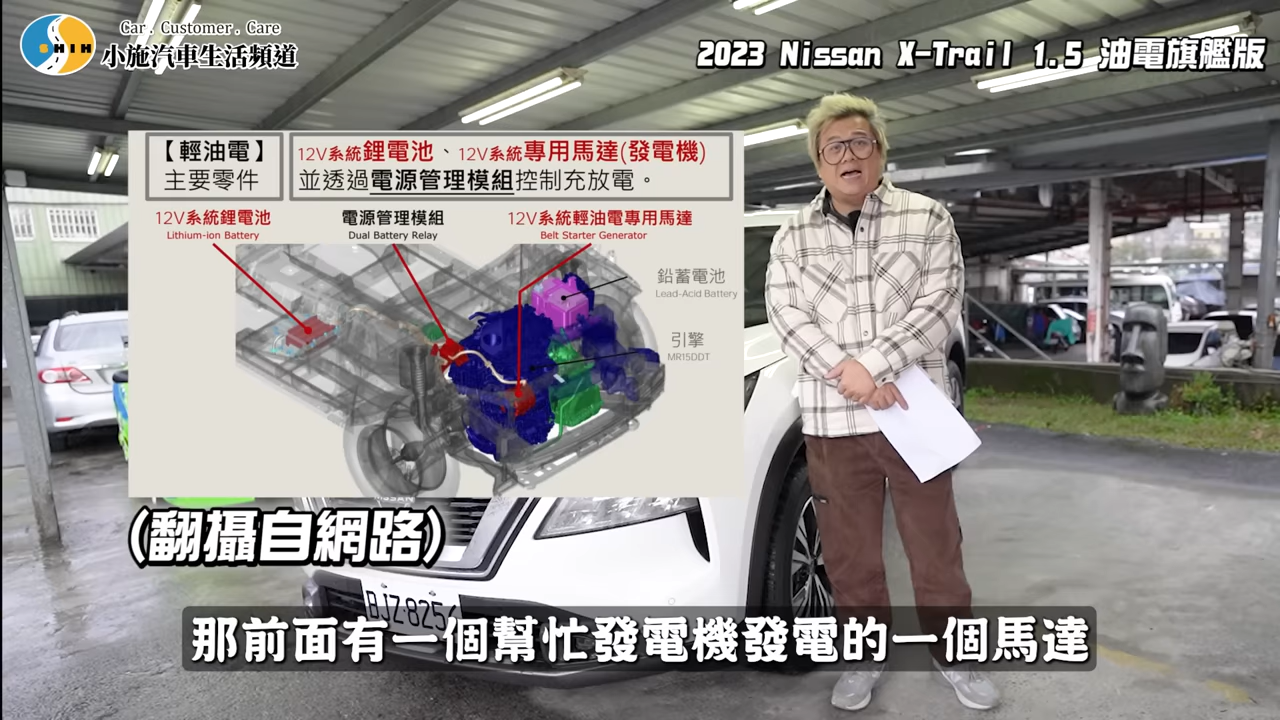 Car . Customer . Care
SHIH
小施汽車生活頻道
2023 Nissan X-Trail 1.5 油電旗艦版
【輕油電】
主要零件
12V系統鋰電池、12V系統專用馬達(發電機)
並透過電源管理模組控制充放電。
12V系統鋰電池
Lithium-ion Battery
電源管理模組
Dual Battery Relay
12V系統輕油電專用馬達
Belt Starter Generator
鉛蓄電池
Lead-Acid Battery
引擎
MR15DDT
(翻攝自網路)
BJZ-8256
那前面有一個幫忙發電機發電的一個馬達